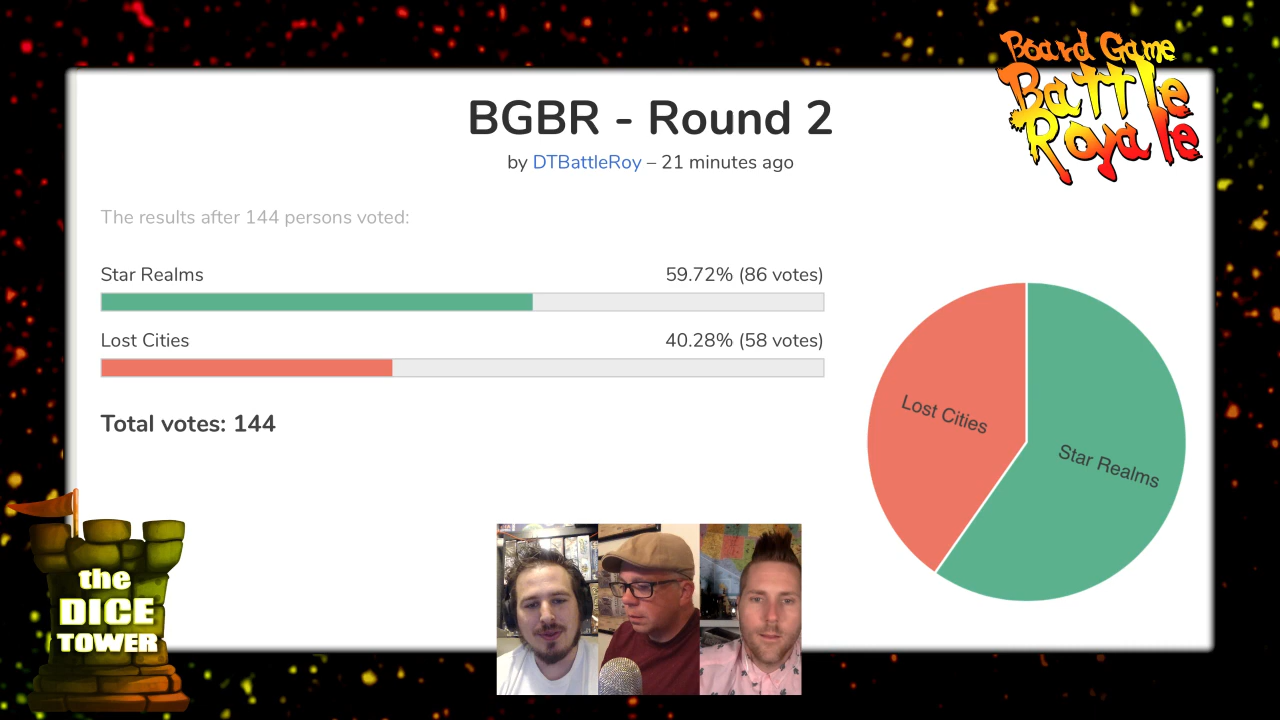 Board Game
Battle
Royale
BGBR - Round 2
by DTBattleRoy – 21 minutes ago
The results after 144 persons voted:
Star Realms 59.72% (86 votes)
Lost Cities 40.28% (58 votes)
Total votes: 144
Lost Cities
Star Realms
the
DICE
TOWER